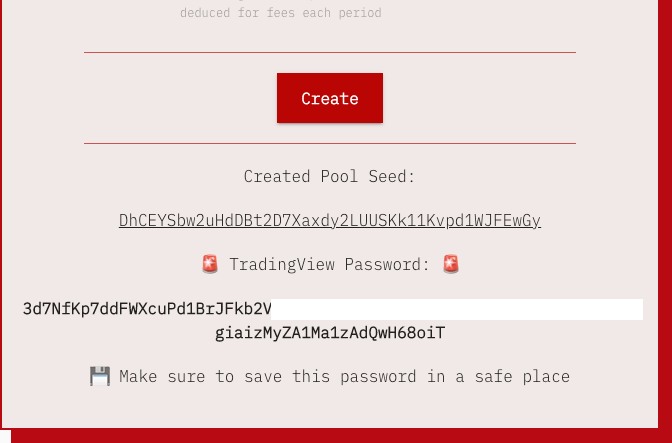 deduced for fees each period
Create
Created Pool Seed:
DhCEYSbw2uHdDBt2D7Xaxdy2LUUSKk11Kvpd1WJFEwGy
🚨 TradingView Password: 🚨
3d7NfKp7ddFWXcuPd1BrJFkb2V
giaizMyZA1Ma1zAdQwH68oiT
💾 Make sure to save this password in a safe place